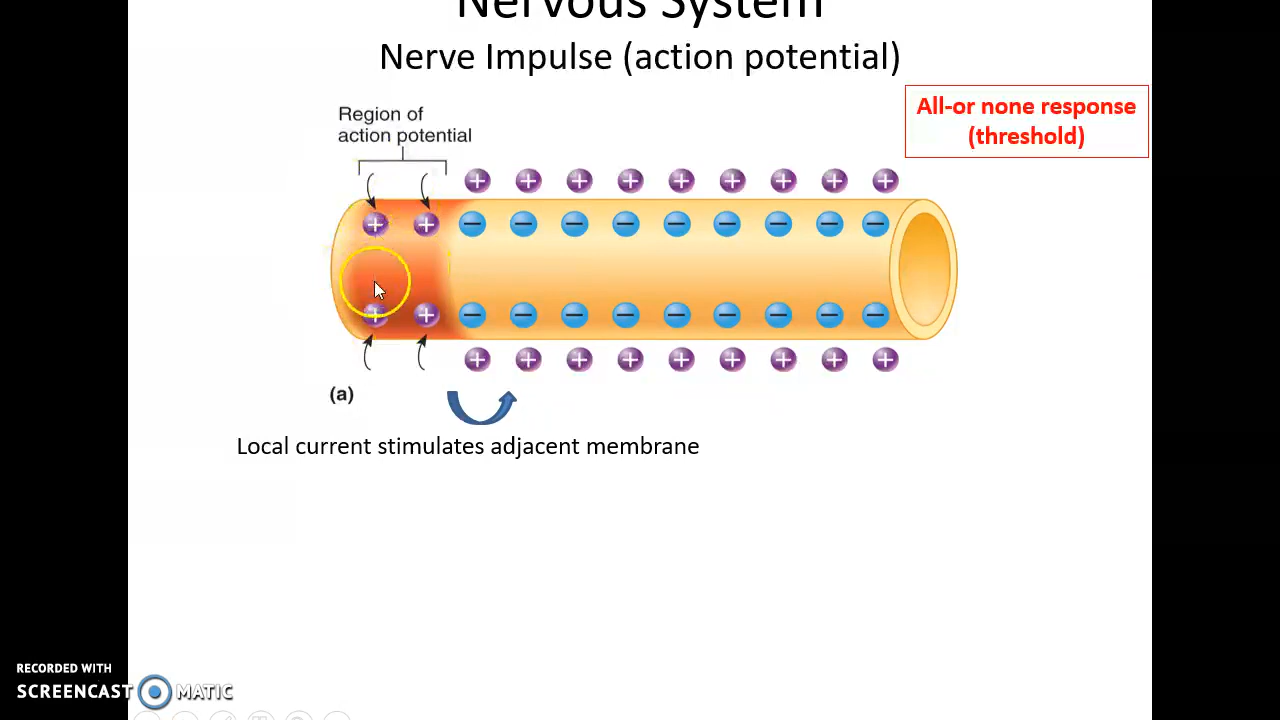 Nervous System
Nerve Impulse (action potential)
All-or none response
(threshold)
Region of
action potential
(a)
Local current stimulates adjacent membrane
RECORDED WITH
SCREENCAST MATIC